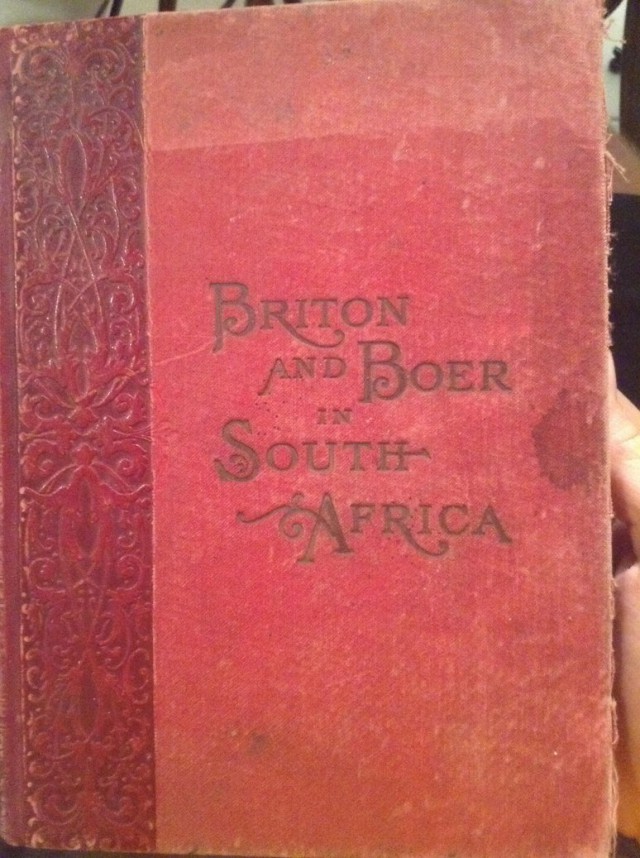 BRITON
AND BOER
IN
SOUTH
AFRICA